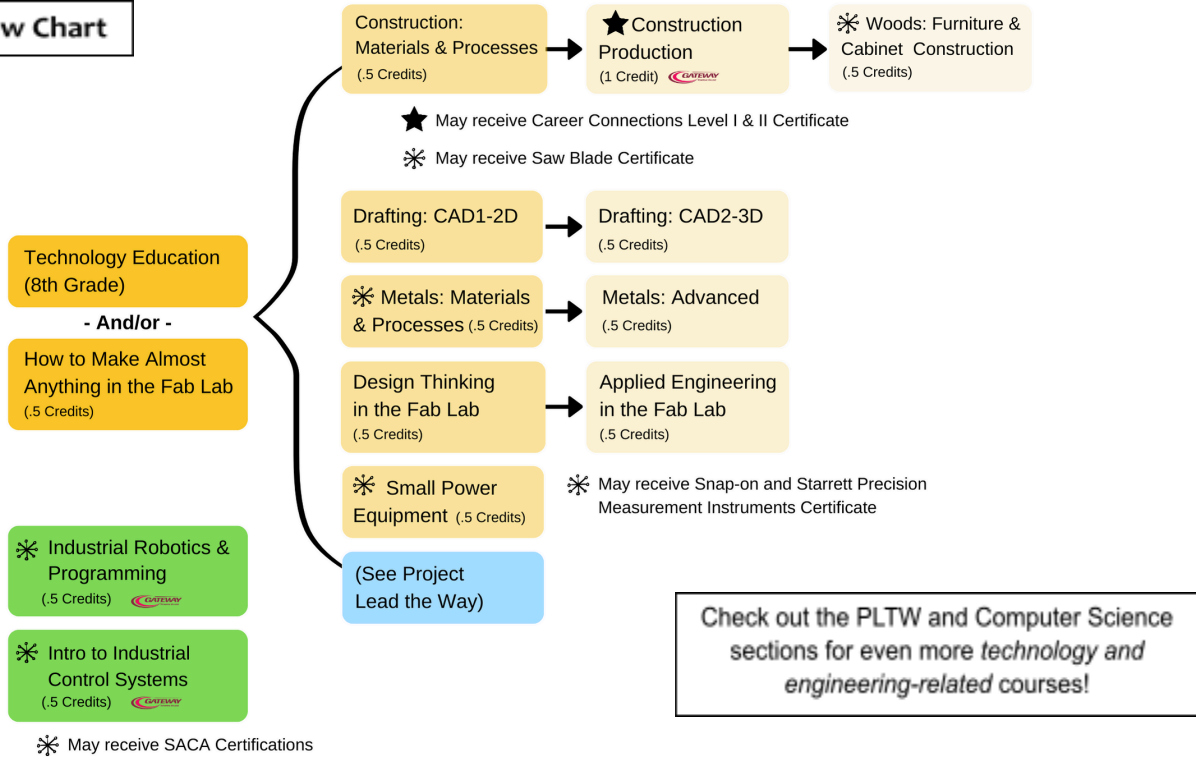 w Chart
Construction:
Materials & Processes
(.5 Credits)
Construction
Production
(1 Credit) GATEWAY
Woods: Furniture &
Cabinet Construction
(.5 Credits)
May receive Career Connections Level I & II Certificate
May receive Saw Blade Certificate
Technology Education
(8th Grade)
- And/or -
How to Make Almost
Anything in the Fab Lab
(.5 Credits)
Drafting: CAD1-2D
(.5 Credits)
Drafting: CAD2-3D
(.5 Credits)
Metals: Materials
& Processes (.5 Credits)
Metals: Advanced
(.5 Credits)
Design Thinking
in the Fab Lab
(.5 Credits)
Applied Engineering
in the Fab Lab
(.5 Credits)
Small Power
Equipment (.5 Credits)
May receive Snap-on and Starrett Precision
Measurement Instruments Certificate
(See Project
Lead the Way)
Industrial Robotics &
Programming
(.5 Credits) GATEWAY
Intro to Industrial
Control Systems
(.5 Credits) GATEWAY
May receive SACA Certifications
Check out the PLTW and Computer Science
sections for even more technology and
engineering-related courses!